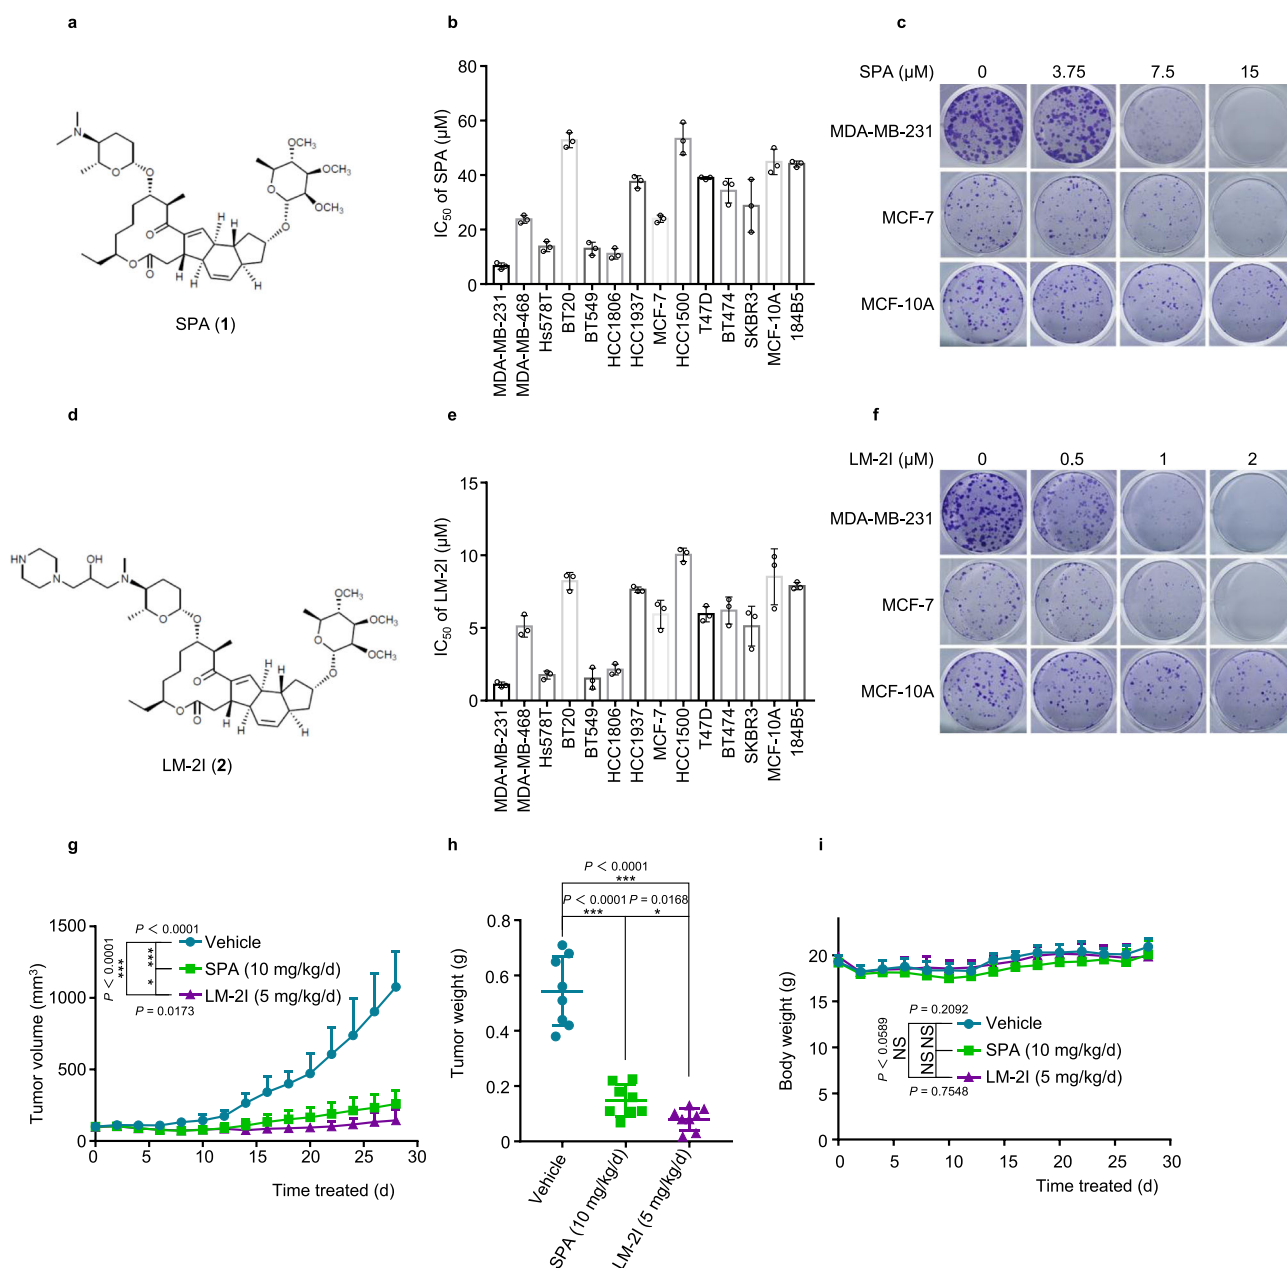 a
N
O
O
O
O
O
H
H
H
H
O
O
OCH₃
OCH₃
OCH₃
SPA (1)
b
IC₅₀ of SPA (μM)
80
60
40
20
0
MDA-MB-231
MDA-MB-468
Hs578T
BT20
BT549
HCC1806
HCC1937
MCF-7
HCC1500
T47D
BT474
SKBR3
MCF-10A
184B5
c
SPA (μM) 0 3.75 7.5 15
MDA-MB-231
MCF-7
MCF-10A
d
HN
N
OH
N
O
O
O
O
O
H
H
H
H
O
O
OCH₃
OCH₃
OCH₃
LM-2I (2)
e
IC₅₀ of LM-2I (μM)
15
10
5
0
MDA-MB-231
MDA-MB-468
Hs578T
BT20
BT549
HCC1806
HCC1937
MCF-7
HCC1500
T47D
BT474
SKBR3
MCF-10A
184B5
f
LM-2I (μM) 0 0.5 1 2
MDA-MB-231
MCF-7
MCF-10A
g
Tumor volume (mm³)
1500
1000
500
0
0 5 10 15 20 25 30
Time treated (d)
P < 0.0001
P < 0.0001
***
***
*
P = 0.0173
Vehicle
SPA (10 mg/kg/d)
LM-2I (5 mg/kg/d)
h
P < 0.0001
***
P < 0.0001 P = 0.0168
*** *
Tumor weight (g)
0.8
0.6
0.4
0.2
0
Vehicle
SPA (10 mg/kg/d)
LM-2I (5 mg/kg/d)
i
Body weight (g)
20
15
10
5
0
0 5 10 15 20 25 30
Time treated (d)
P = 0.2092
P < 0.0589
NS
NS
NS
P = 0.7548
Vehicle
SPA (10 mg/kg/d)
LM-2I (5 mg/kg/d)